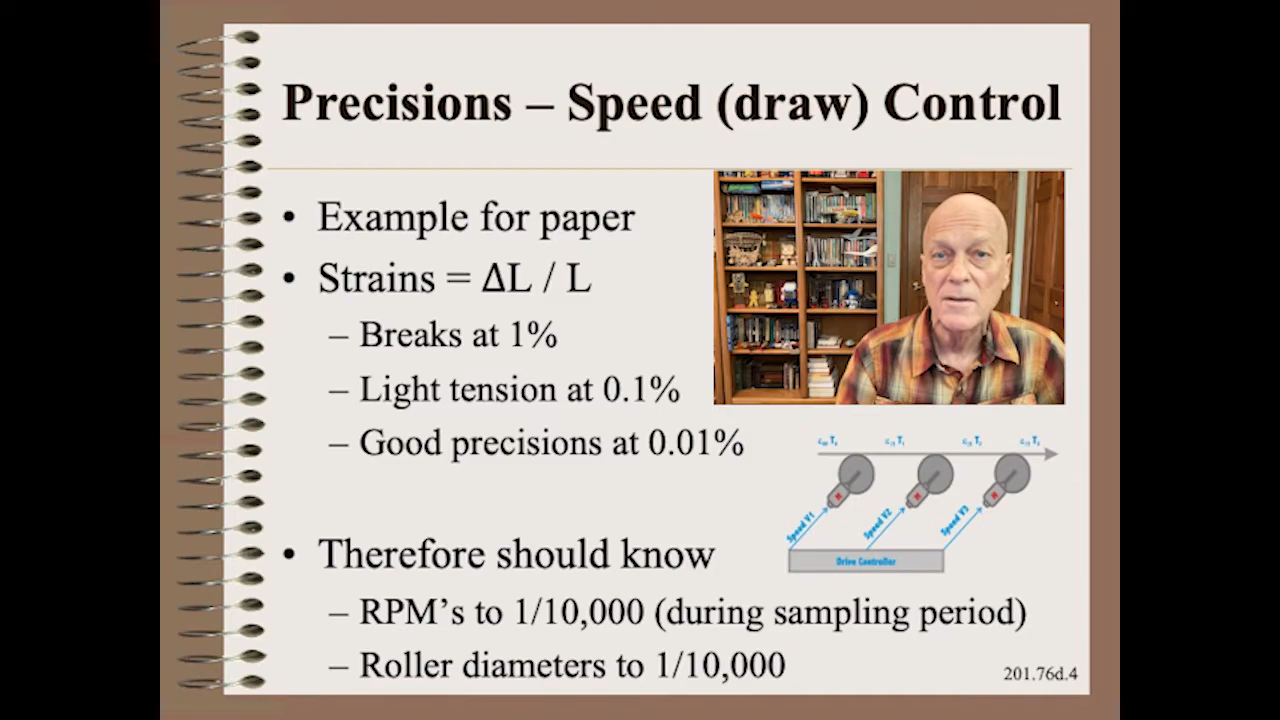 Precisions – Speed (draw) Control
• Example for paper
• Strains = ΔL / L
– Breaks at 1%
– Light tension at 0.1%
– Good precisions at 0.01%
• Therefore should know
– RPM's to 1/10,000 (during sampling period)
– Roller diameters to 1/10,000
Speed V1
Speed V2
Speed V3
M
M
M
Drive Controller
201.76d.4